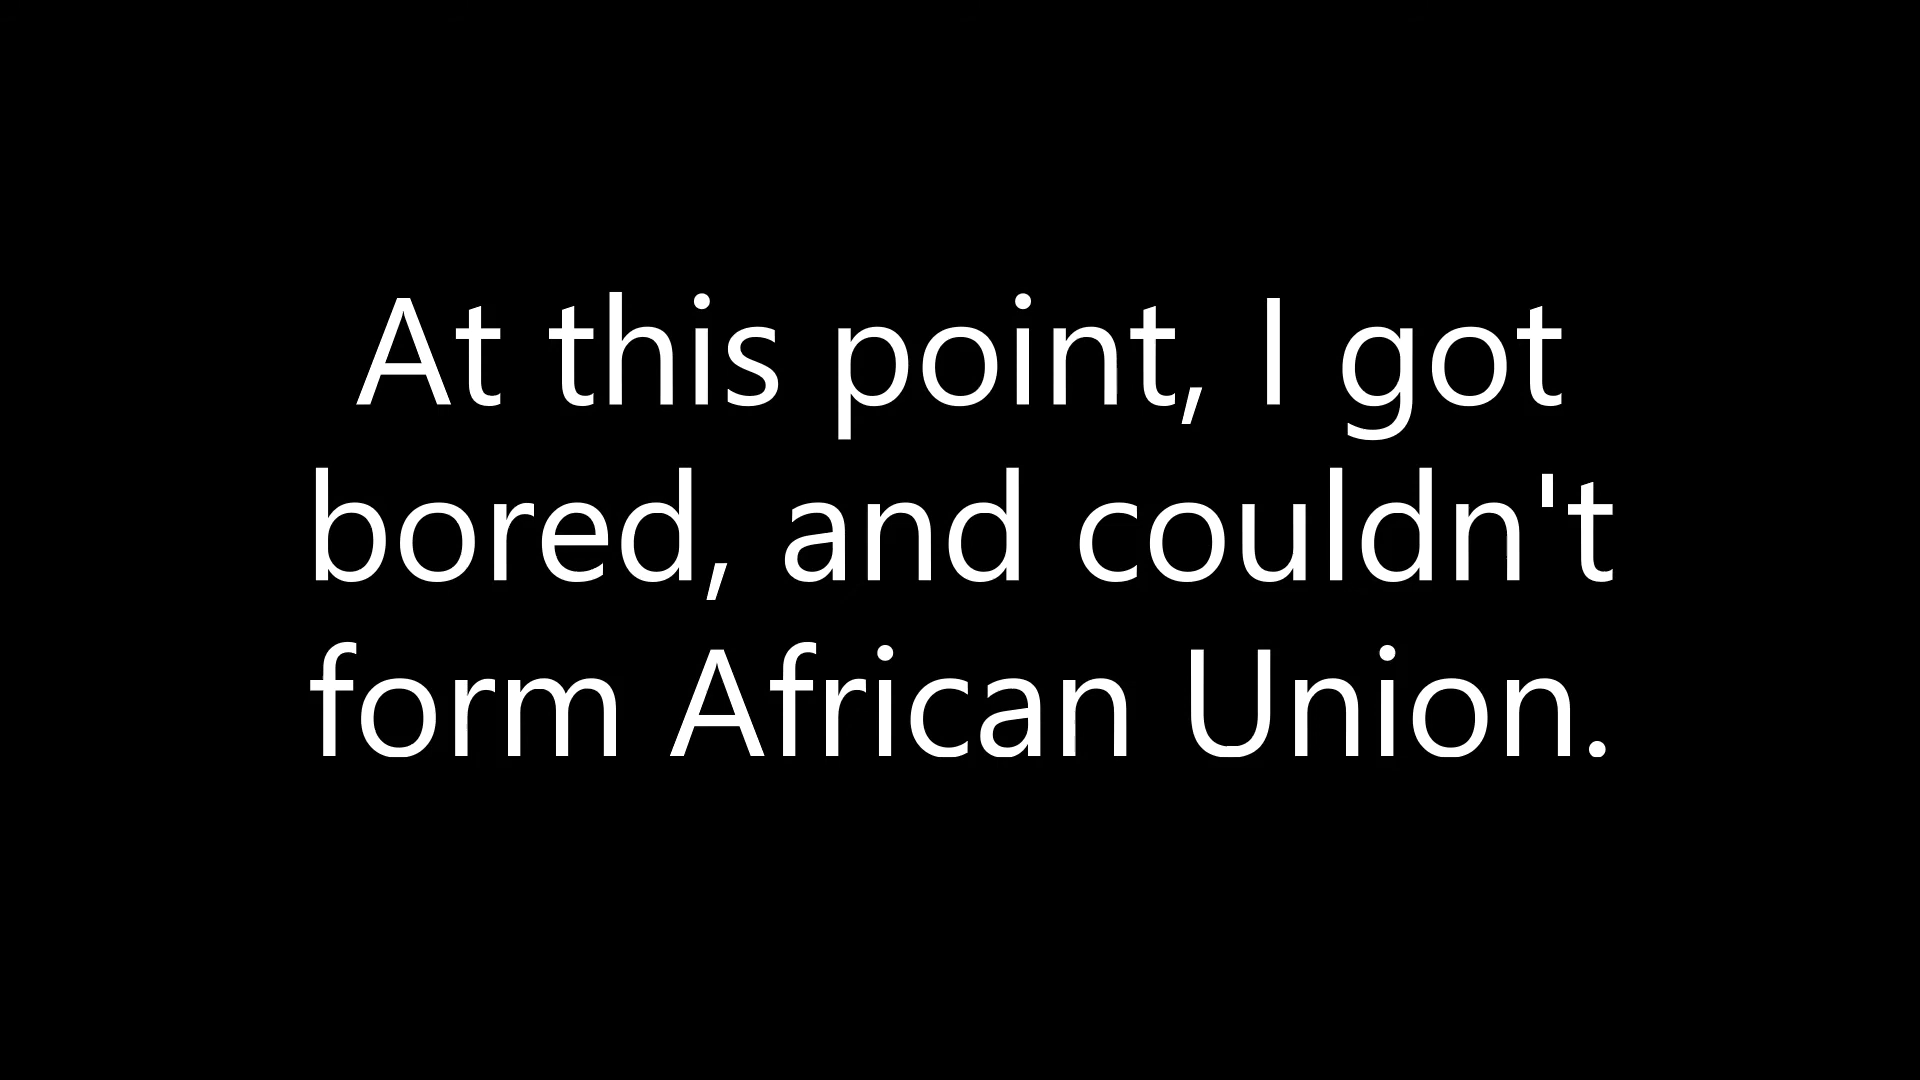 At this point, I got
bored, and couldn't
form African Union.